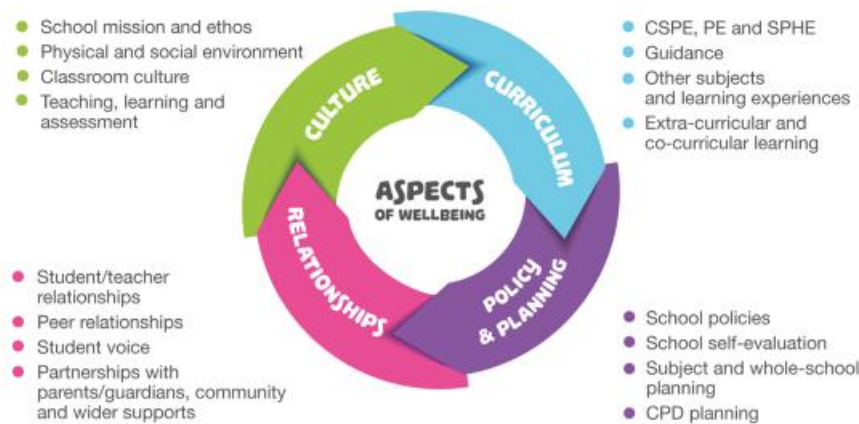 School mission and ethos
Physical and social environment
Classroom culture
Teaching, learning and
assessment
CULTURE
CURRICULUM
CSPE, PE and SPHE
Guidance
Other subjects
and learning experiences
Extra-curricular and
co-curricular learning
ASPECTS
OF WELLBEING
RELATIONSHIPS
POLICY
& PLANNING
Student/teacher
relationships
Peer relationships
Student voice
Partnerships with
parents/guardians, community
and wider supports
School policies
School self-evaluation
Subject and whole-school
planning
CPD planning